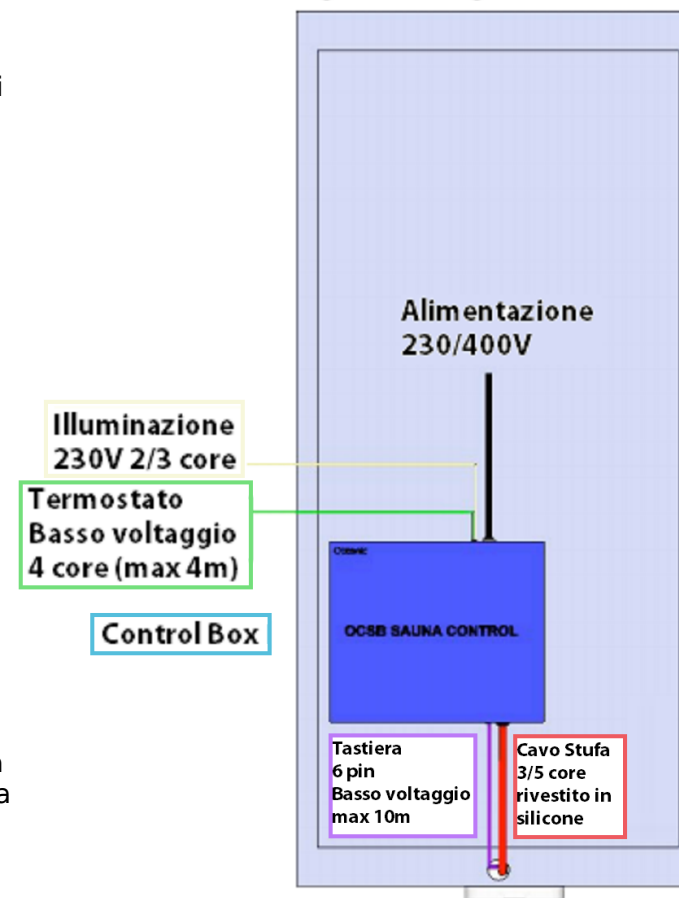 i
Alimentazione
230/400V
Illuminazione
230V 2/3 core
Termostato
Basso voltaggio
4 core (max 4m)
OCSB SAUNA CONTROL
Control Box
Tastiera
6 pin
Basso voltaggio
max 10m
Cavo Stufa
3/5 core
rivestito in
silicone
a